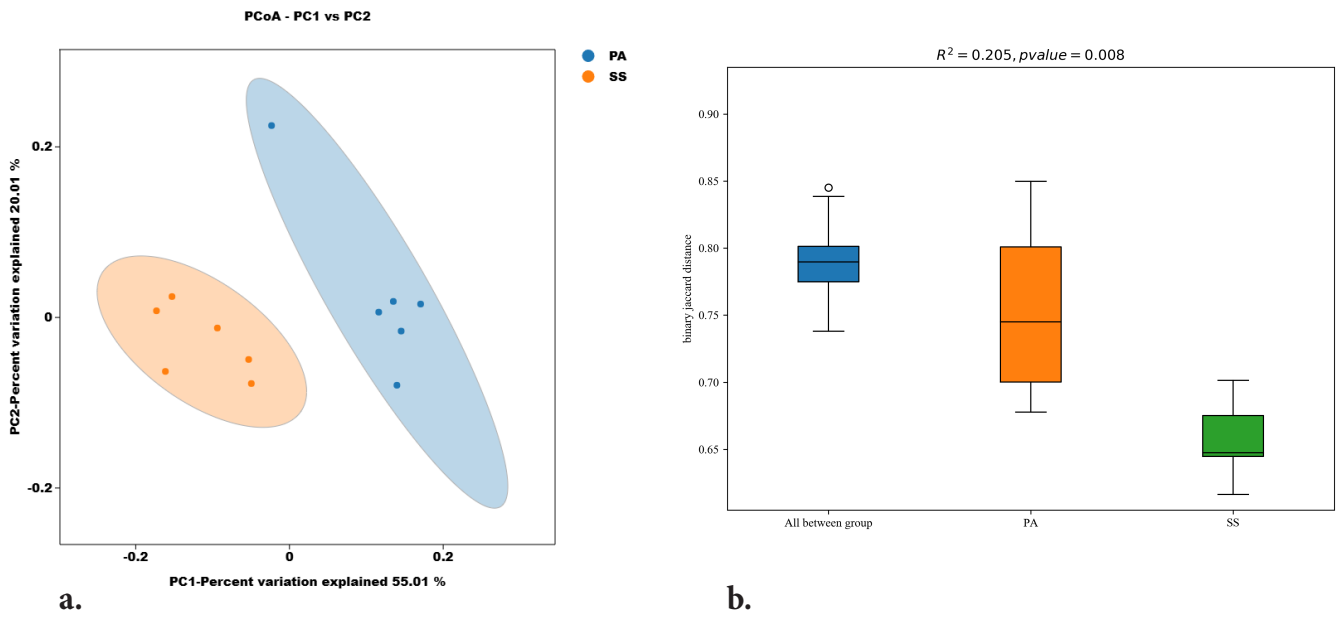 PCoA - PC1 vs PC2
PA
SS
0.2
0
-0.2
PC2-Percent variation explained 20.01 %
-0.2
0
0.2
PC1-Percent variation explained 55.01 %
a.
R² = 0.205, pvalue = 0.008
0.90
0.85
0.80
0.75
0.70
0.65
binary jaccard distance
All between group
PA
SS
b.